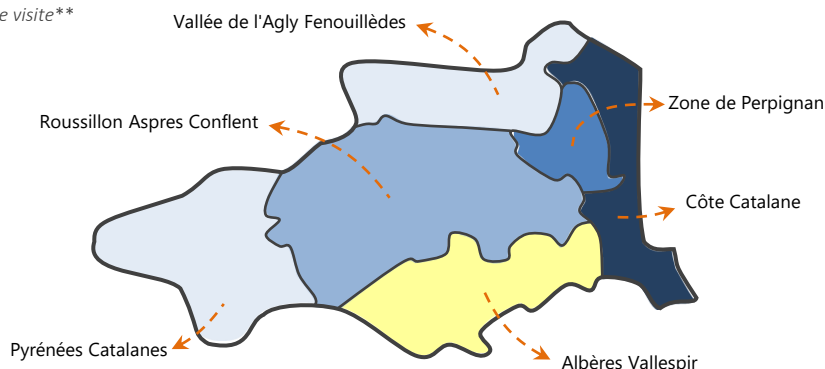 e visite**
Vallée de l'Agly Fenouillèdes
Zone de Perpignan
Roussillon Aspres Conflent
Côte Catalane
Pyrénées Catalanes
Albères Vallespir